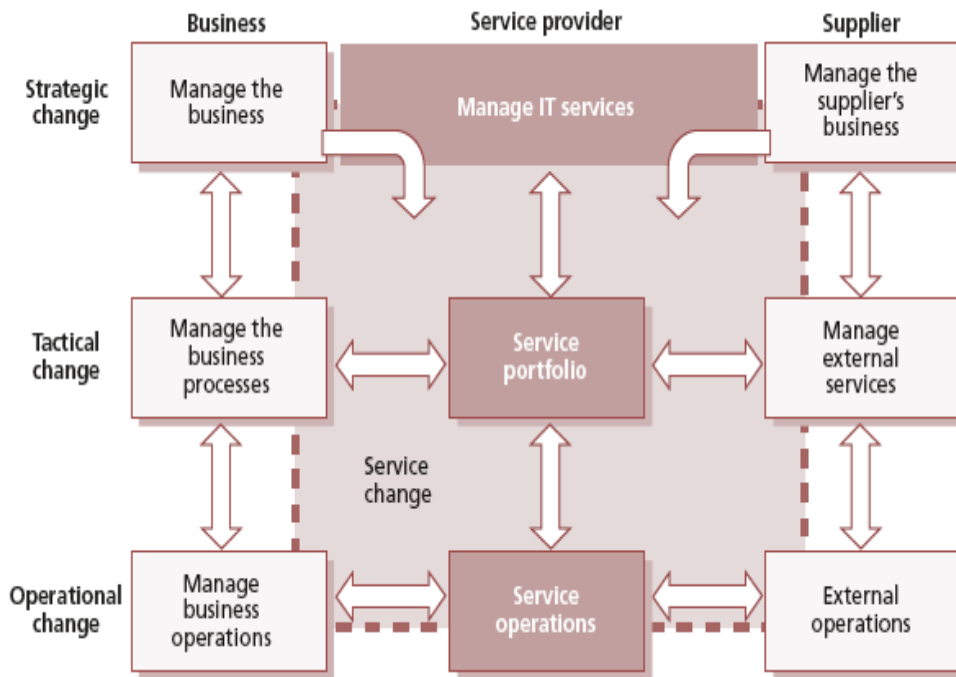 Business
Service provider
Supplier
Strategic
change
Manage the
business
Manage IT services
Manage the
supplier's
business
Tactical
change
Manage the
business
processes
Service
portfolio
Manage
external
services
Service
change
Operational
change
Manage
business
operations
Service
operations
External
operations